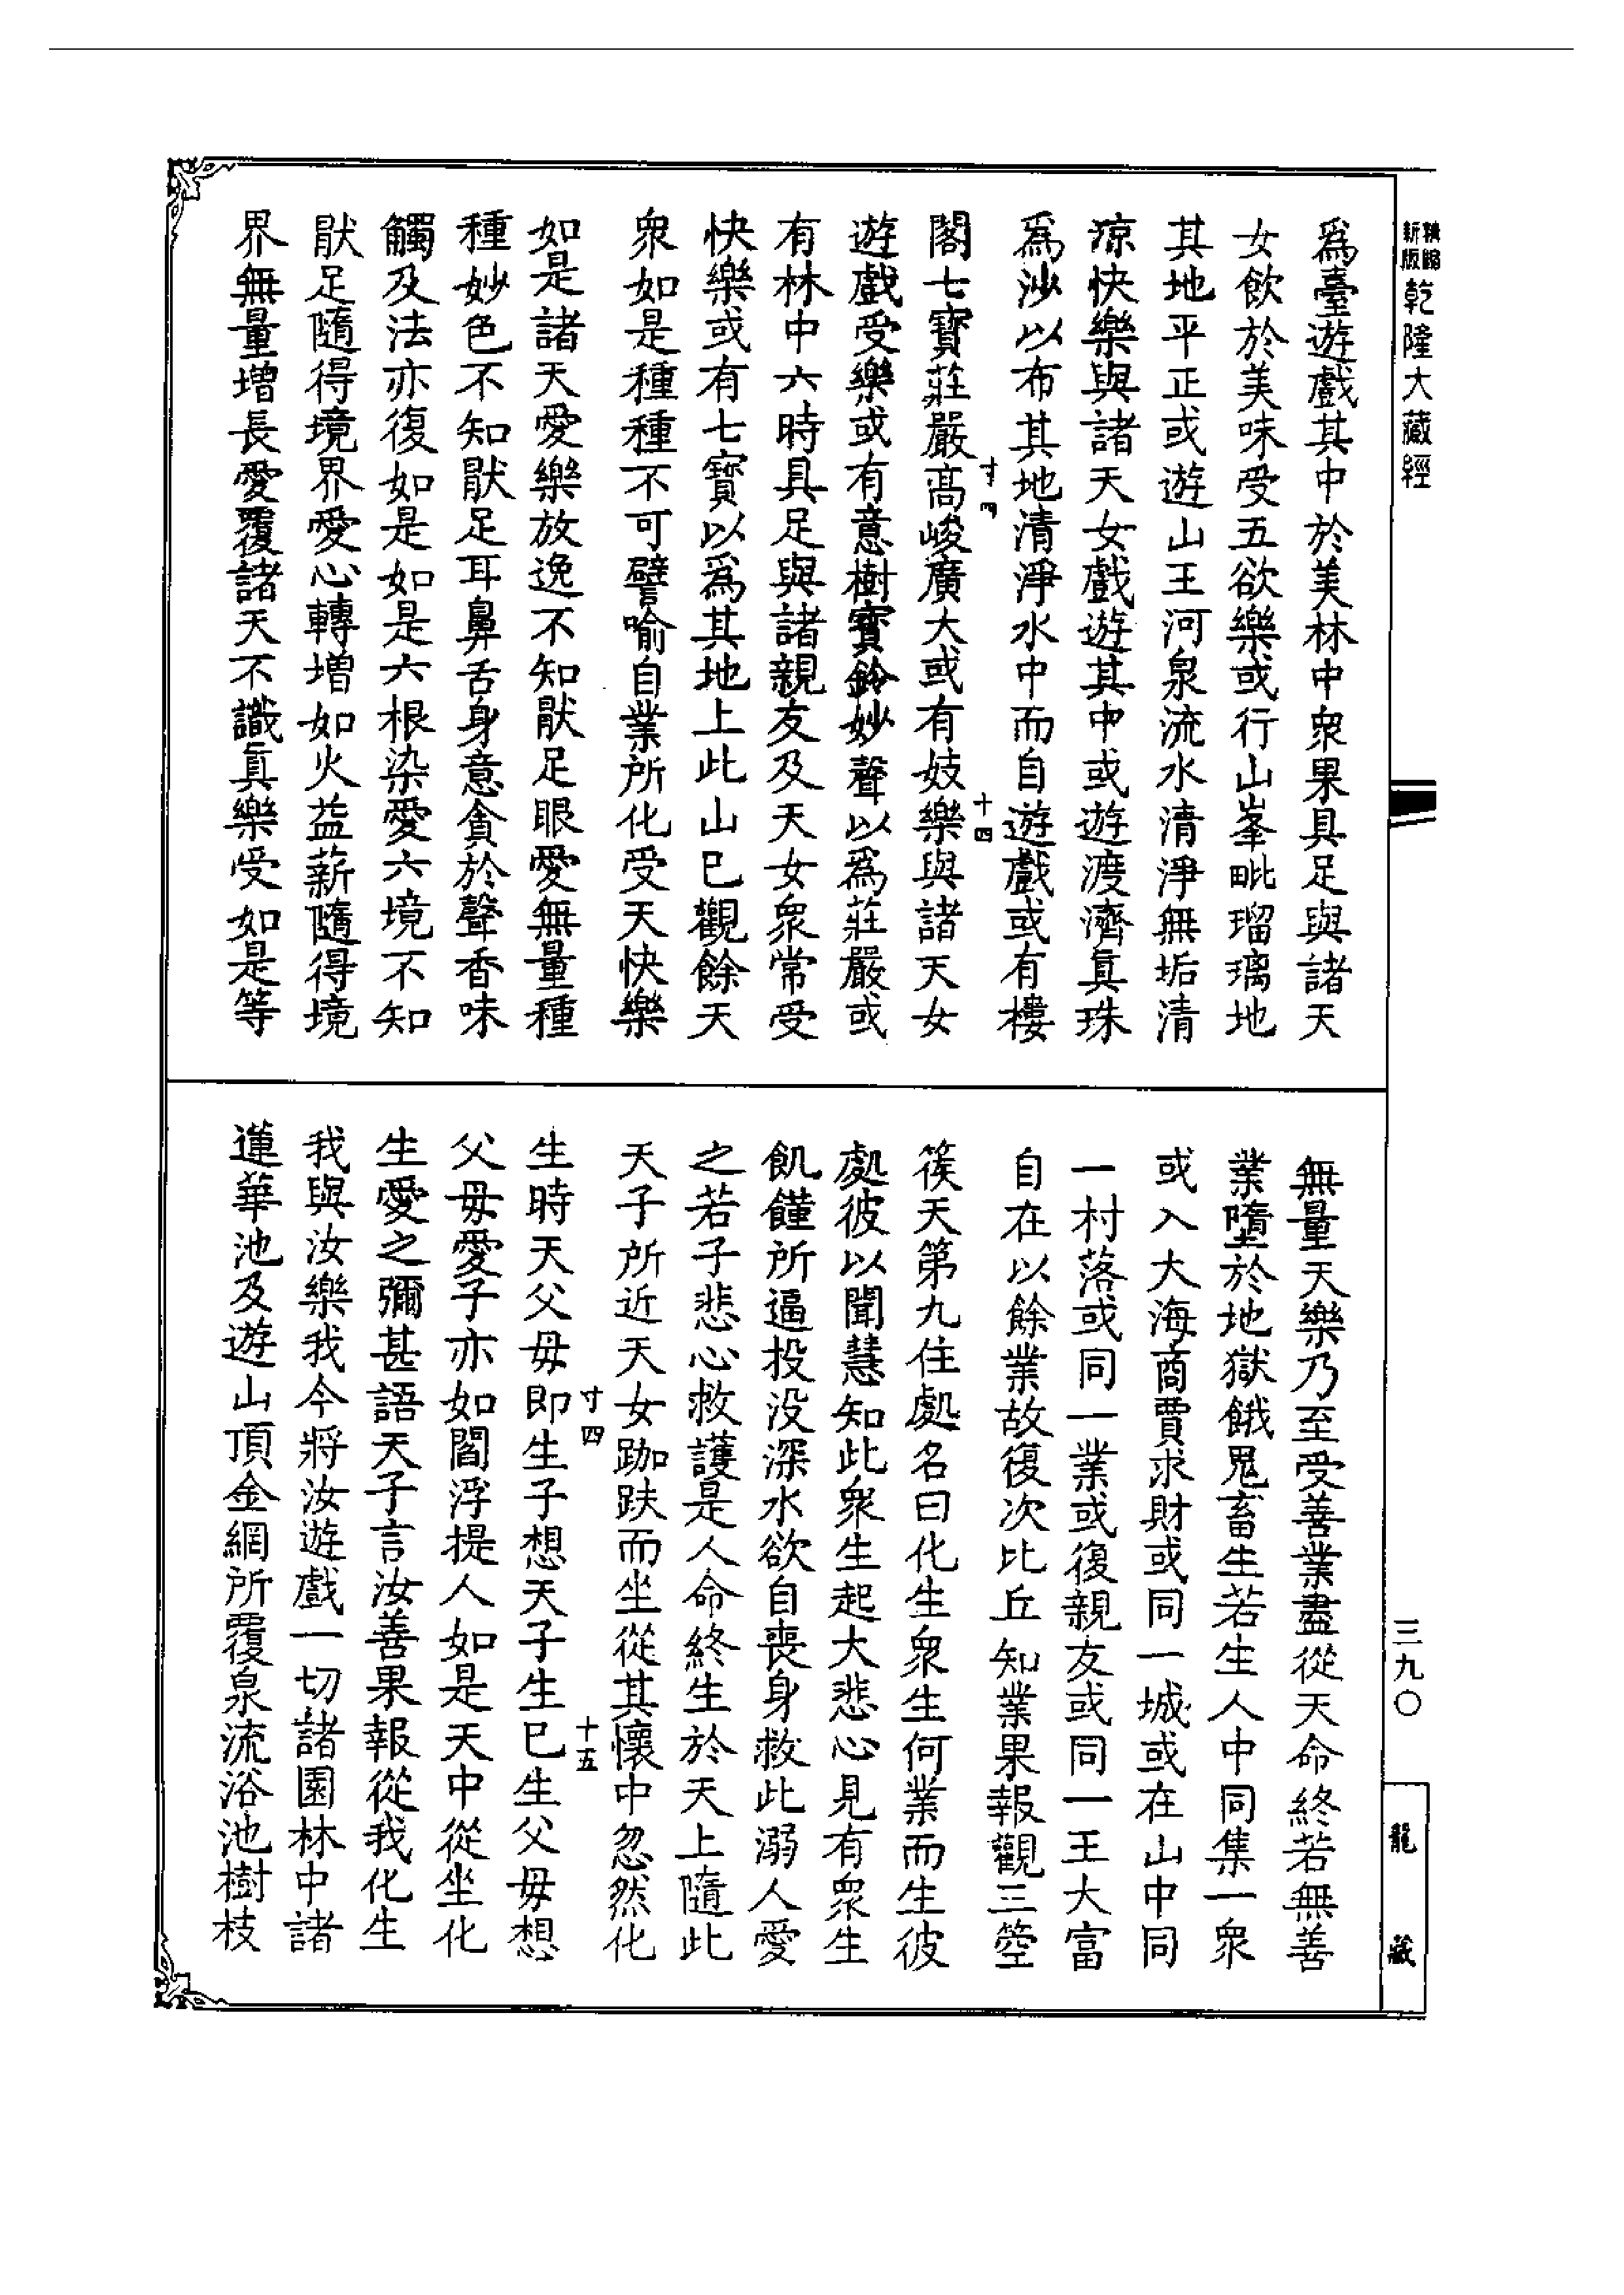 新版精縮乾隆大藏經
爲臺遊戲其中於美林中衆果具足與諸天
女飲於美味受五欲樂或行山峯毗瑠璃地
其地平正或遊山王河泉流水清淨無垢清
凉快樂與諸天女戲遊其中或遊渡濟真珠
爲沙以布其地清淨水中而自遊戲或有樓
寸四 十四
閣七寶莊嚴高峻廣大或有妓樂與諸天女
遊戲受樂或有意樹寶鈴妙聲以爲莊嚴或
有林中六時具足與諸親友及天女衆常受
快樂或有七寶以爲其地上此山已觀餘天
衆如是種種不可譬喻自業所化受天快樂
如是諸天愛樂放逸不知猒足眼愛無量種
種妙色不知猒足耳鼻舌身意貪於聲香味
觸及法亦復如是如是六根染愛六境不知
猒足隨得境界愛心轉增如火益薪隨得境
界無量增長愛覆諸天不識真樂受如是等
無量天樂乃至受善業盡從天命終若無善
業墮於地獄餓鬼畜生若生人中同集一衆
或入大海商賈求財或同一城或在山中同
一村落或同一業或復親友或同一王大富
自在以餘業故復次比丘知業果報觀三箜
篌天第九住處名曰化生衆生何業而生彼
處彼以聞慧知此衆生起大悲心見有衆生
飢饉所逼投没深水欲自喪身救此溺人愛
之若子悲心救護是人命終生於天上隨此
天子所近天女跏趺而坐從其懷中忽然化
寸四 十五
生時天父毋即生子想天子生已生父毋想
父毋愛子亦如閻浮提人如是天中從坐化
生愛之彌甚語天子言汝善果報從我化生
我與汝樂我今將汝遊戲一切諸園林中諸
蓮華池及遊山頂金網所覆泉流浴池樹枝
三九〇
龍藏